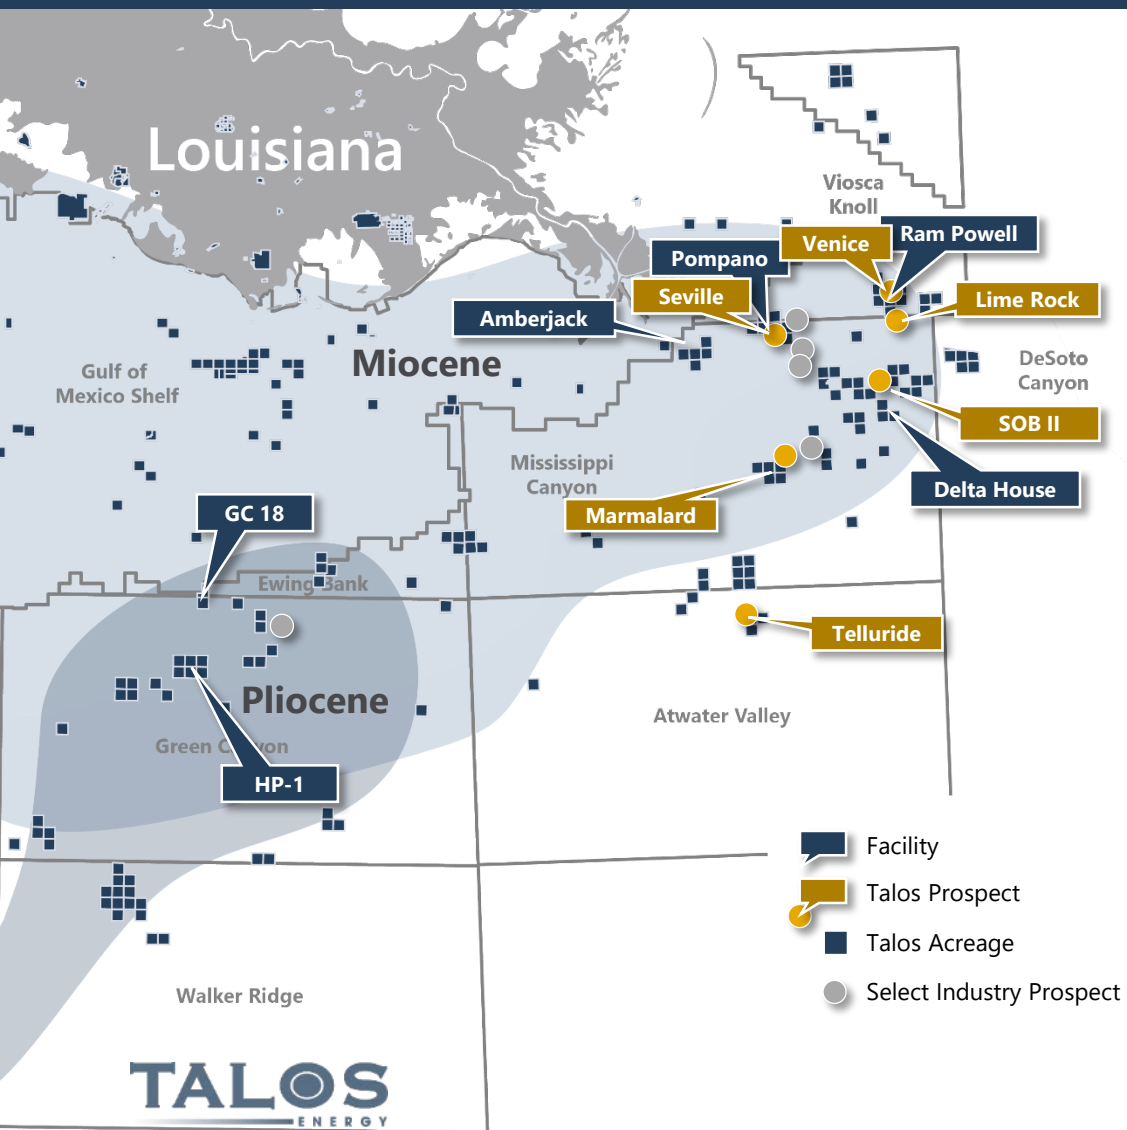 Louisiana
Viosca
Knoll
Venice
Ram Powell
Pompano
Seville
Lime Rock
Amberjack
Miocene
Gulf of
Mexico Shelf
DeSoto
Canyon
SOB II
Mississippi
Canyon
Delta House
Marmalard
GC 18
Ewing Bank
Telluride
Pliocene
Atwater Valley
Green Canyon
HP-1
Facility
Talos Prospect
Talos Acreage
Select Industry Prospect
Walker Ridge
TALOS
ENERGY